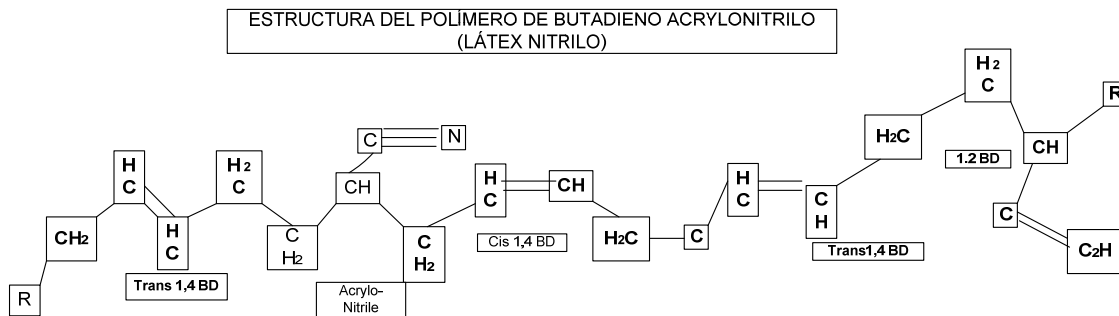 ESTRUCTURA DEL POLÍMERO DE BUTADIENO ACRYLONITRILO
(LÁTEX NITRILO)
R
CH2
H
C
H
C
Trans 1,4 BD
H2
C
C
H2
CH
C
N
Acrylo-
Nitrile
C
H2
H
C
CH
Cis 1,4 BD
H2C
C
H
C
C
H
Trans1,4 BD
H2C
H2
C
1.2 BD
CH
R
C
C2H